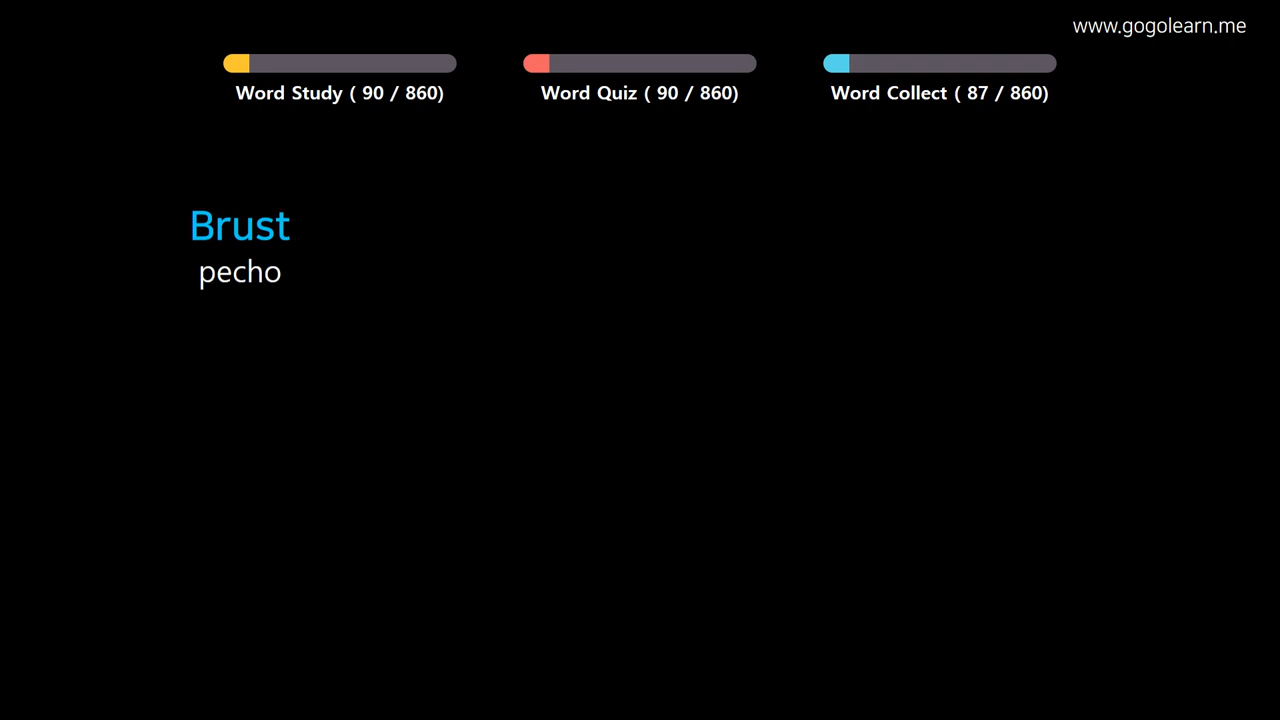 www.gogolearn.me
Word Study ( 90 / 860)
Word Quiz ( 90 / 860)
Word Collect ( 87 / 860)
Brust
pecho